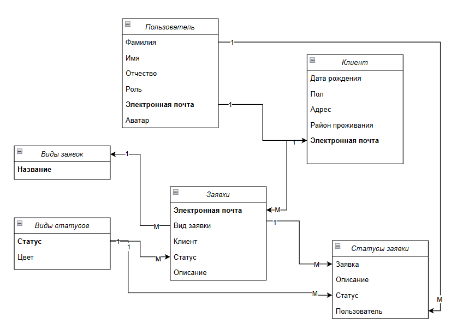 Пользователь
Фамилия
Имя
Отчество
Роль
Электронная почта
Аватар
1
1
Клиент
Дата рождения
Пол
Адрес
Район проживания
Электронная почта
1
Виды заявок
Название
1
Заявки
Электронная почта
Вид заявки
Клиент
Статус
Описание
M
M
M
1
Виды статусов
Статус
Цвет
1
1
Статусы заявки
Заявка
Описание
Статус
Пользователь
M
M
M